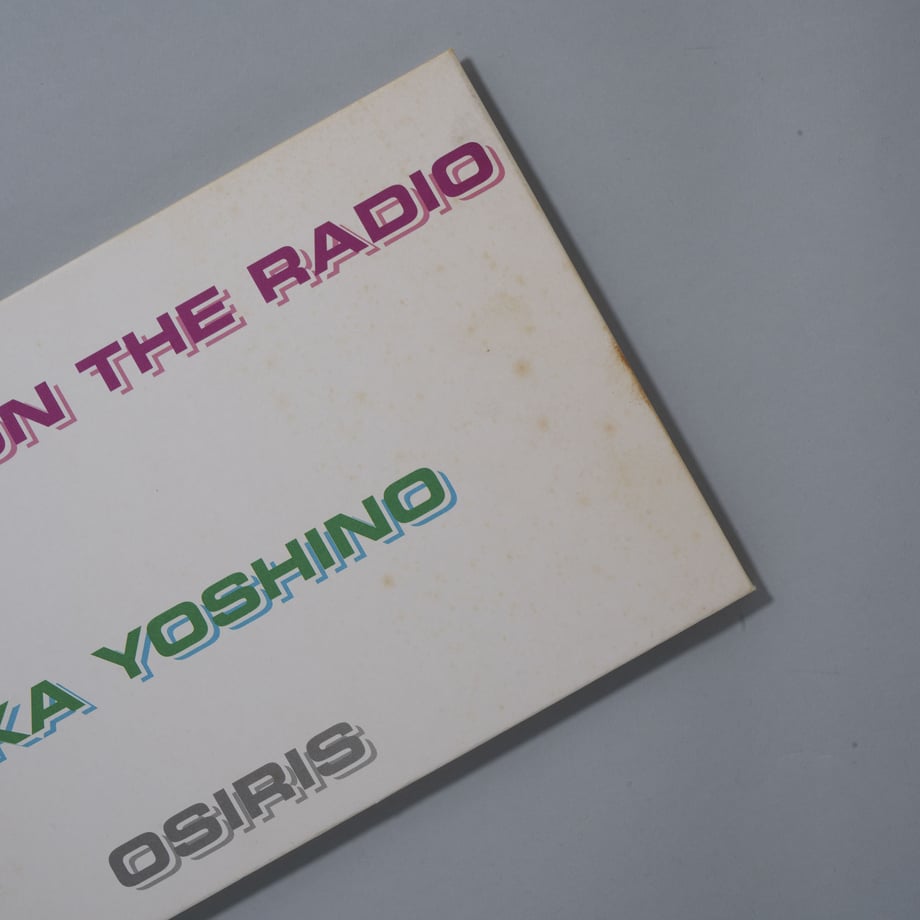 ON THE RADIO
KA YOSHINO
OSIRIS